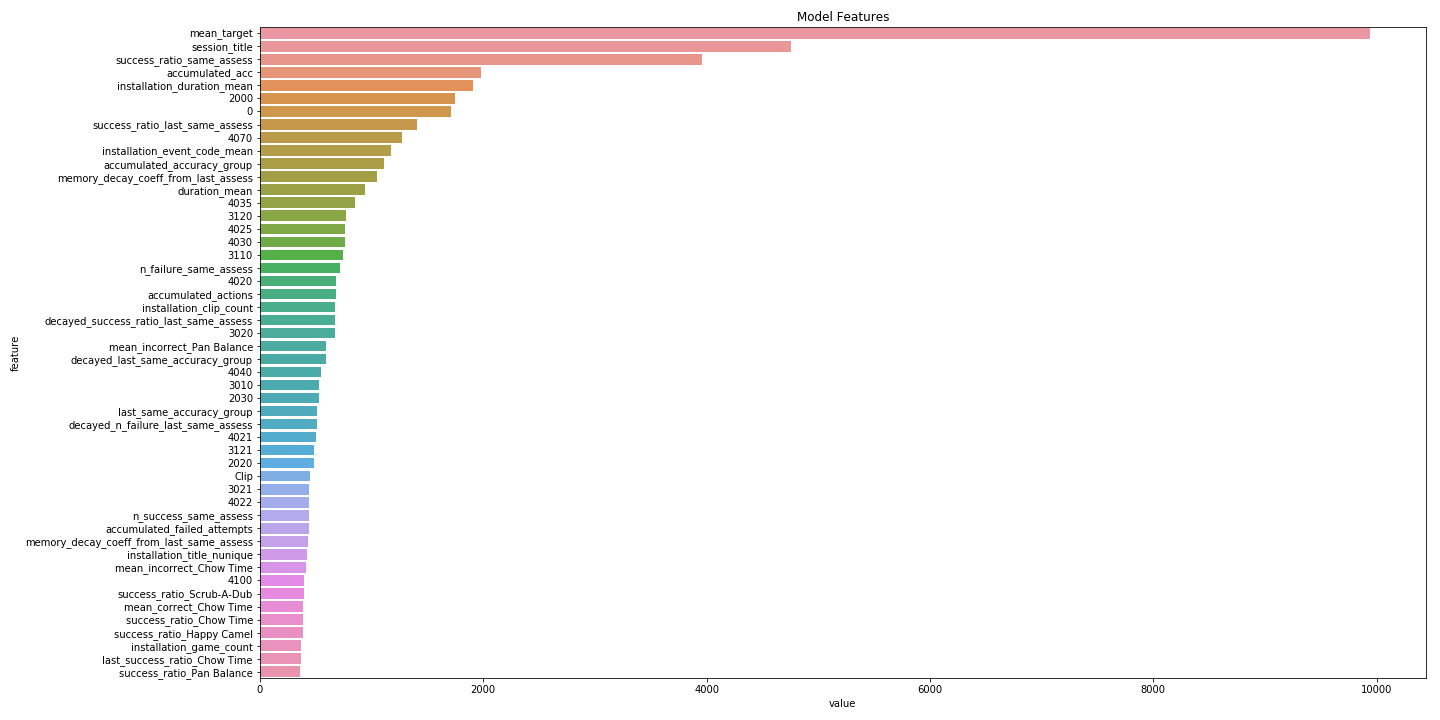 Model Features
feature
mean_target
session_title
success_ratio_same_assess
accumulated_acc
installation_duration_mean
2000
0
success_ratio_last_same_assess
4070
installation_event_code_mean
accumulated_accuracy_group
memory_decay_coeff_from_last_assess
duration_mean
4035
3120
4025
4030
3110
n_failure_same_assess
4020
accumulated_actions
installation_clip_count
decayed_success_ratio_last_same_assess
3020
mean_incorrect_Pan Balance
decayed_last_same_accuracy_group
4040
3010
2030
last_same_accuracy_group
decayed_n_failure_last_same_assess
4021
3121
2020
Clip
3021
4022
n_success_same_assess
accumulated_failed_attempts
memory_decay_coeff_from_last_same_assess
installation_title_nunique
mean_incorrect_Chow Time
4100
success_ratio_Scrub-A-Dub
mean_correct_Chow Time
success_ratio_Chow Time
success_ratio_Happy Camel
installation_game_count
last_success_ratio_Chow Time
success_ratio_Pan Balance
0 2000 4000 6000 8000 10000
value